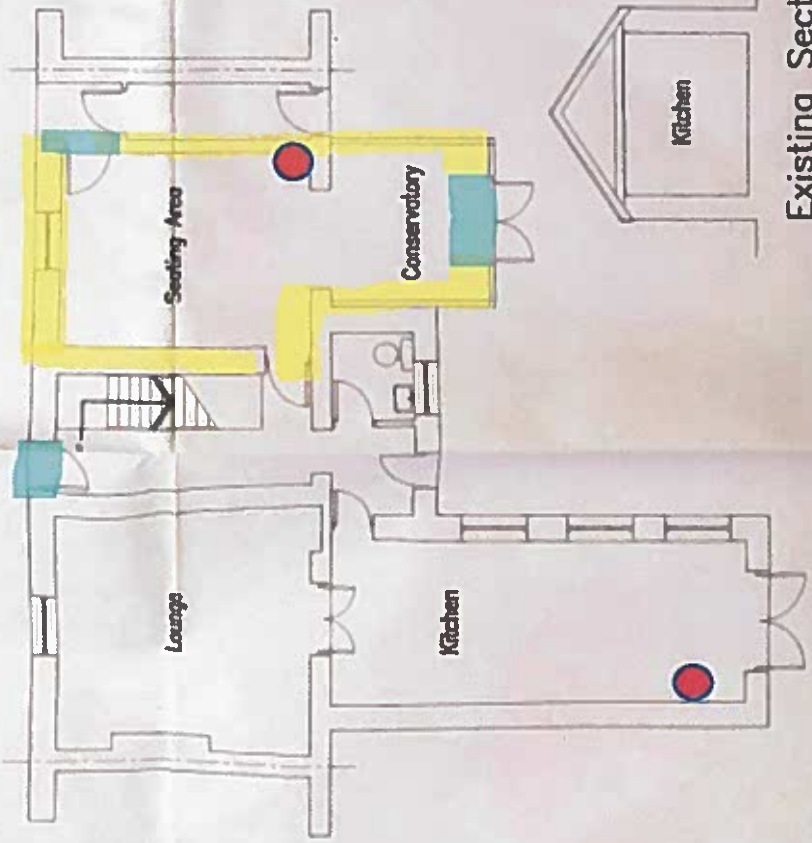 Seating Area
Conservatory
Kitchen
Lounge
Kitchen
Existing Sect